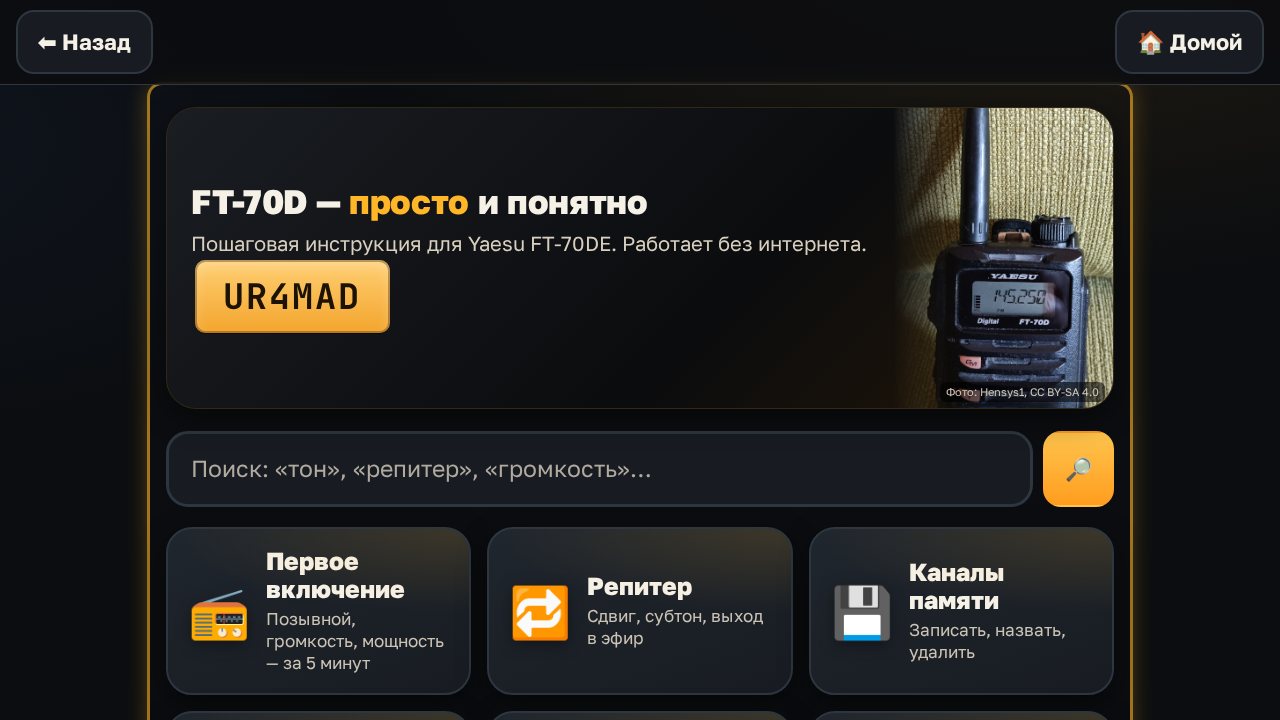 ⬅ Назад
🏠 Домой
FT-70D — просто и понятно
Пошаговая инструкция для Yaesu FT-70DE. Работает без интернета.
UR4MAD
YAESU
145.250
Digital FT-70D
Фото: Hensys1, CC BY-SA 4.0
Поиск: «тон», «репитер», «громкость»…
Первое
включение
Позывной,
громкость, мощность
— за 5 минут
Репитер
Сдвиг, субтон, выход
в эфир
Каналы
памяти
Записать, назвать,
удалить